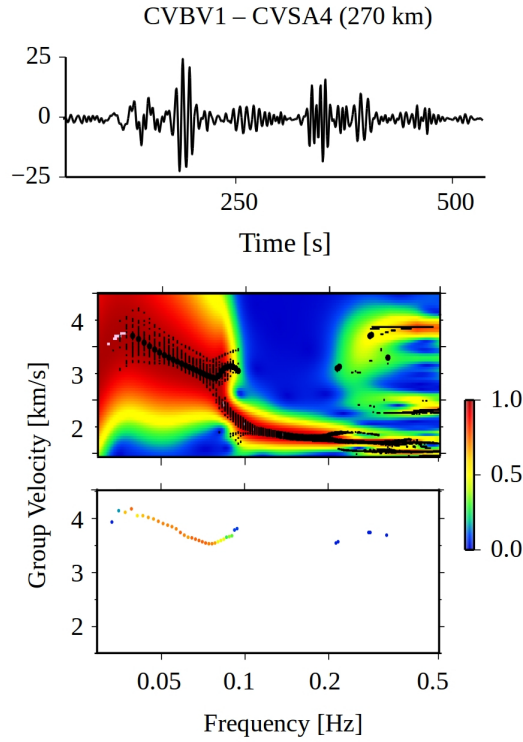 CVBV1 – CVSA4 (270 km)
25
0
−25
250 500
Time [s]
4
3
2
Group Velocity [km/s]
1.0
0.5
0.0
4
3
2
0.05 0.1 0.2 0.5
Frequency [Hz]